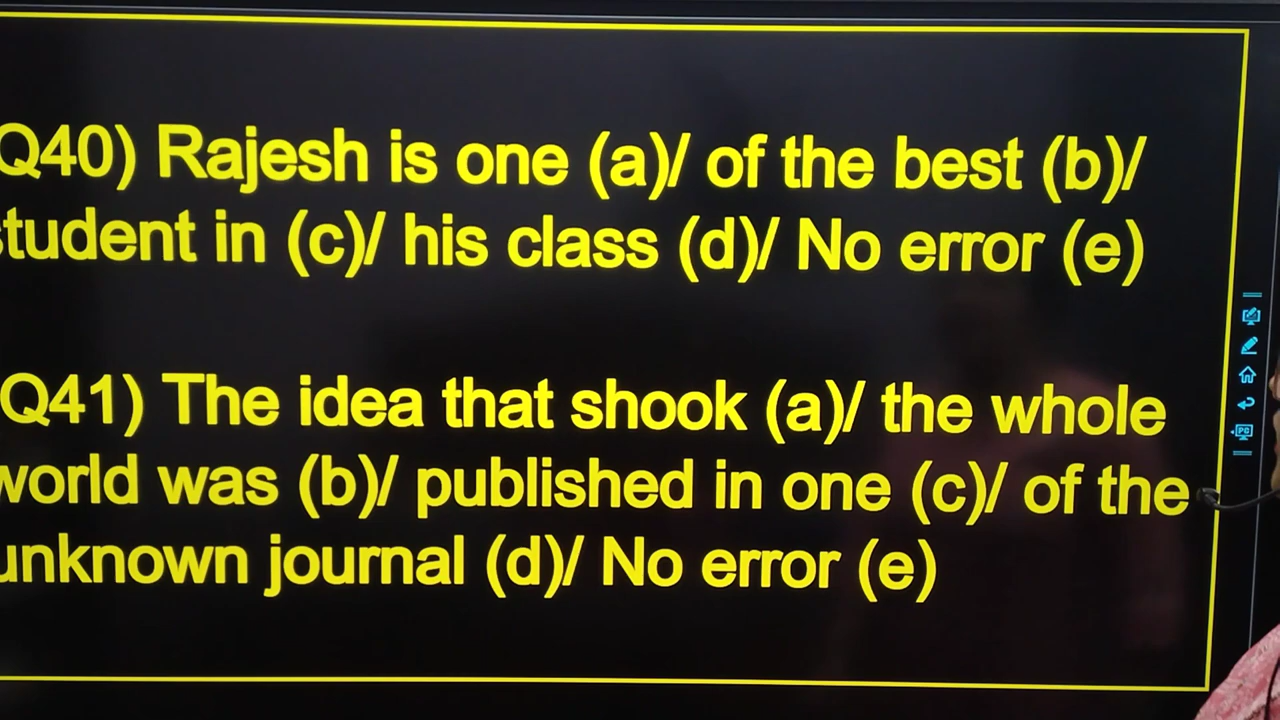 Q40) Rajesh is one (a)/ of the best (b)/
student in (c)/ his class (d)/ No error (e)
Q41) The idea that shook (a)/ the whole
world was (b)/ published in one (c)/ of the
unknown journal (d)/ No error (e)